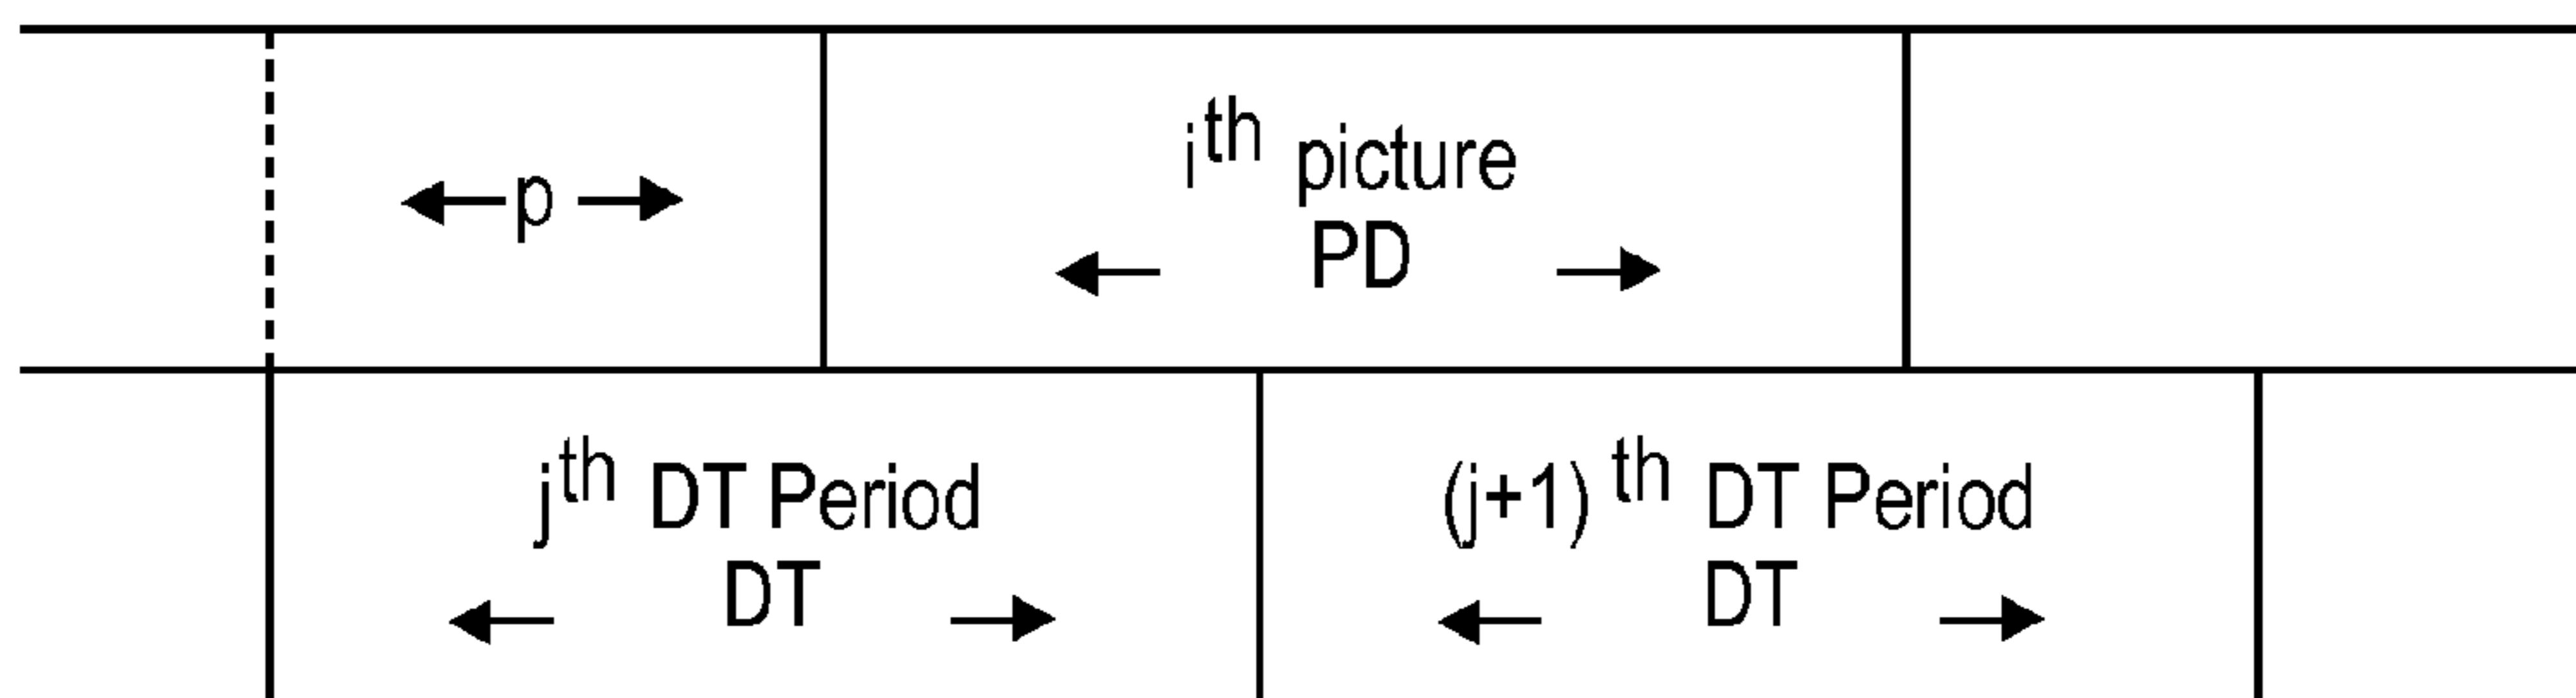 p
ith picture
PD
jth DT Period
DT
(j+1)th DT Period
DT